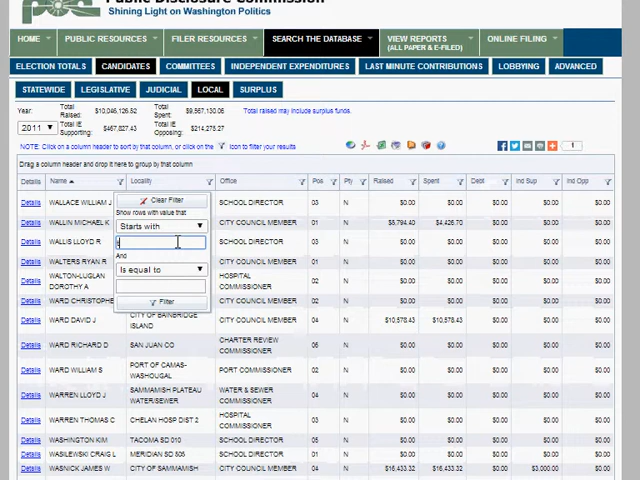 Public Disclosure Commission
Shining Light on Washington Politics
HOME PUBLIC RESOURCES FILER RESOURCES SEARCH THE DATABASE VIEW REPORTS (ALL PAPER & E-FILED) ONLINE FILING
ELECTION TOTALS CANDIDATES COMMITTEES INDEPENDENT EXPENDITURES LAST MINUTE CONTRIBUTIONS LOBBYING ADVANCED
STATEWIDE LEGISLATIVE JUDICIAL LOCAL SURPLUS
Year: Total Raised: $10,046,126.52 Total Spent: $9,567,130.06 Total raised may include surplus funds.
2011 Total IE Supporting: $467,827.43 Total IE Opposing: $214,275.27
NOTE: Click on a column header to sort by that column, or click on the icon to filter your results 1
Drag a column header and drop it here to group by that column
Details Name Locality Office Pos Pty Raised Spent Debt Ind Sup Ind Opp
Clear Filter
Show rows with value that
Starts with
And
Is equal to
Filter
Details WALLACE WILLIAM J SCHOOL DIRECTOR 03 N $0.00 $0.00 $0.00 $0.00 $0.00
Details WALLIN MICHAEL K CITY COUNCIL MEMBER 01 N $5,794.40 $4,426.70 $0.00 $0.00 $0.00
Details WALLIS LLOYD R SCHOOL DIRECTOR 03 N $0.00 $0.00 $0.00 $0.00 $0.00
Details WALTERS RYAN R CITY COUNCIL MEMBER 01 N $0.00 $0.00 $0.00 $0.00 $0.00
Details WALTON-LUGLAN DOROTHY A HOSPITAL COMMISSIONER 02 N $0.00 $0.00 $0.00 $0.00 $0.00
Details WARD CHRISTOPHE CITY COUNCIL MEMBER 02 N $0.00 $0.00 $0.00 $0.00 $0.00
Details WARD DAVID J CITY OF BAINBRIDGE ISLAND CITY COUNCIL MEMBER 04 N $10,578.43 $10,578.43 $0.00 $0.00 $0.00
Details WARD RICHARD D SAN JUAN CO CHARTER REVIEW COMMISSIONER N $0.00 $0.00 $0.00 $0.00 $0.00
Details WARD WILLIAM S PORT OF CAMAS-WASHOUGAL PORT COMMISSIONER 02 N $0.00 $0.00 $0.00 $0.00 $0.00
Details WARREN LLOYD J SAMMAMISH PLATEAU WATER/SEWER WATER & SEWER COMMISSIONER N $0.00 $0.00 $0.00 $0.00 $0.00
Details WARREN THOMAS C CHELAN HOSP DIST 2 HOSPITAL COMMISSIONER N $0.00 $0.00 $0.00 $0.00 $0.00
Details WASHINGTON KIM TACOMA SD 010 SCHOOL DIRECTOR 05 N $0.00 $0.00 $0.00 $0.00 $0.00
Details WASILEWSKI CRAIG L MERIDIAN SD 505 SCHOOL DIRECTOR 01 N $0.00 $0.00 $0.00 $0.00 $0.00
Details WASNICK JAMES W CITY OF SAMMAMISH CITY COUNCIL MEMBER 04 N $16,433.32 $16,433.32 $0.00 $3,000.00 $0.00